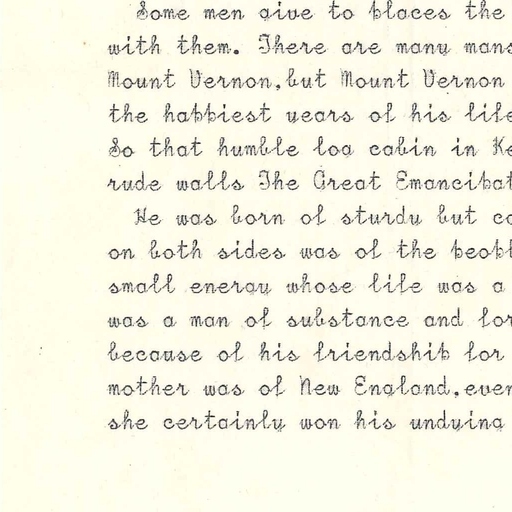 Some men give to places the
with them. There are many mans
Mount Vernon, but Mount Vernon
the happiest years of his life
So that humble log cabin in Ke
rude walls The Great Emancipat
He was born of sturdy but co
on both sides was of the peopl
small energy whose life was a
was a man of substance and for
because of his friendship for
mother was of New England, even
she certainly won his undying